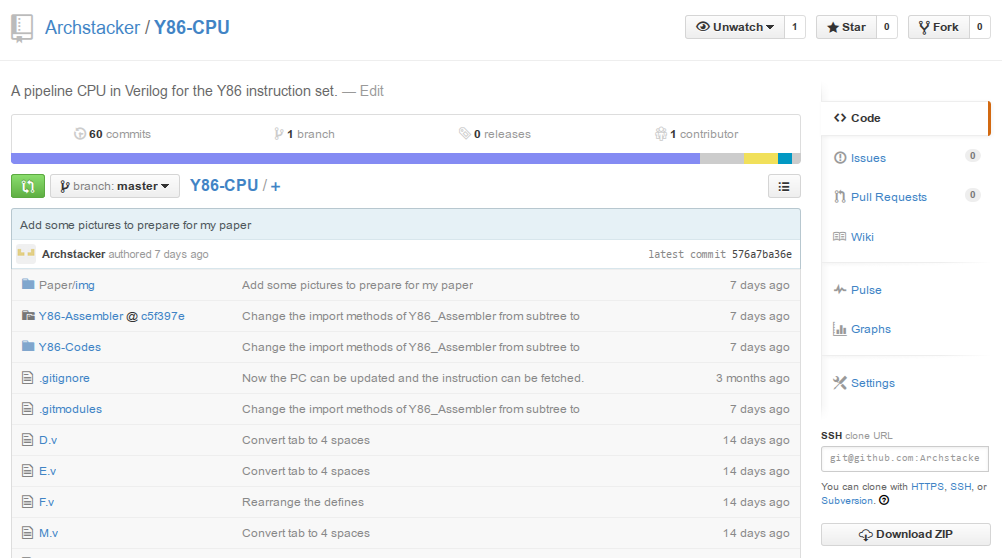 Archstacker / Y86-CPU
Unwatch 1 Star 0 Fork 0
A pipeline CPU in Verilog for the Y86 instruction set. — Edit
60 commits 1 branch 0 releases 1 contributor
branch: master Y86-CPU / +
Add some pictures to prepare for my paper
Archstacker authored 7 days ago latest commit 576a7ba36e
Paper/img Add some pictures to prepare for my paper 7 days ago
Y86-Assembler @ c5f397e Change the import methods of Y86_Assembler from subtree to 7 days ago
Y86-Codes Change the import methods of Y86_Assembler from subtree to 7 days ago
.gitignore Now the PC can be updated and the instruction can be fetched. 3 months ago
.gitmodules Change the import methods of Y86_Assembler from subtree to 7 days ago
D.v Convert tab to 4 spaces 14 days ago
E.v Convert tab to 4 spaces 14 days ago
F.v Rearrange the defines 14 days ago
M.v Convert tab to 4 spaces 14 days ago
Code
Issues 0
Pull Requests 0
Wiki
Pulse
Graphs
Settings
SSH clone URL
git@github.com:Archstacke
You can clone with HTTPS, SSH, or
Subversion. ?
Download ZIP